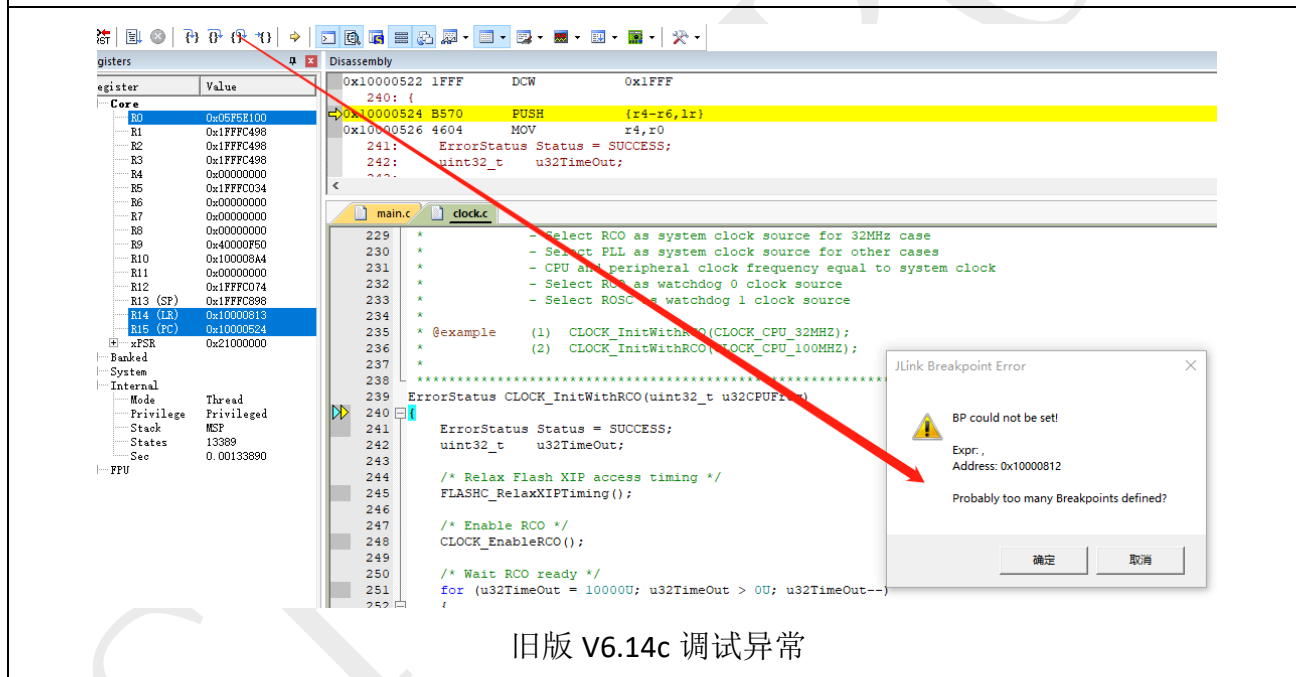 RST
gisters
egister Value
Core
R0 0x05F5E100
R1 0x1FFFC498
R2 0x1FFFC498
R3 0x1FFFC498
R4 0x00000000
R5 0x1FFFC034
R6 0x00000000
R7 0x00000000
R8 0x00000000
R9 0x40000F50
R10 0x100008A4
R11 0x00000000
R12 0x1FFFC074
R13 (SP) 0x1FFFC898
R14 (LR) 0x10000813
R15 (PC) 0x10000524
xPSR 0x21000000
Banked
System
Internal
Mode Thread
Privilege Privileged
Stack MSP
States 13389
Sec 0.00133890
FPU
Disassembly
0x10000522 1FFF DCW 0x1FFF
240: {
0x10000524 B570 PUSH {r4-r6,lr}
0x10000526 4604 MOV r4,r0
241: ErrorStatus Status = SUCCESS;
242: uint32_t u32TimeOut;
243:
main.c clock.c
229 * - Select RCO as system clock source for 32MHz case
230 * - Select PLL as system clock source for other cases
231 * - CPU and peripheral clock frequency equal to system clock
232 * - Select RCO as watchdog 0 clock source
233 * - Select ROSC as watchdog 1 clock source
234 *
235 * @example (1) CLOCK_InitWithRCO(CLOCK_CPU_32MHZ);
236 * (2) CLOCK_InitWithRCO(CLOCK_CPU_100MHZ);
237 *
238 ******************************************************************
239 ErrorStatus CLOCK_InitWithRCO(uint32_t u32CPUFreq)
240 {
241 ErrorStatus Status = SUCCESS;
242 uint32_t u32TimeOut;
243
244 /* Relax Flash XIP access timing */
245 FLASHC_RelaxXIPTiming();
246
247 /* Enable RCO */
248 CLOCK_EnableRCO();
249
250 /* Wait RCO ready */
251 for (u32TimeOut = 10000U; u32TimeOut > 0U; u32TimeOut--)
252 {
JLink Breakpoint Error
BP could not be set!
Expr: ,
Address: 0x10000812
Probably too many Breakpoints defined?
确定 取消
旧版 V6.14c 调试异常